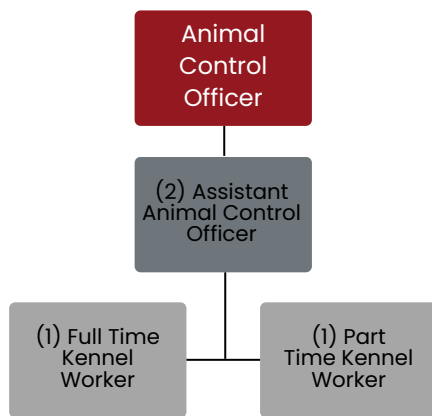 Animal
Control
Officer
(2) Assistant
Animal Control
Officer
(1) Full Time
Kennel
Worker
(1) Part
Time Kennel
Worker